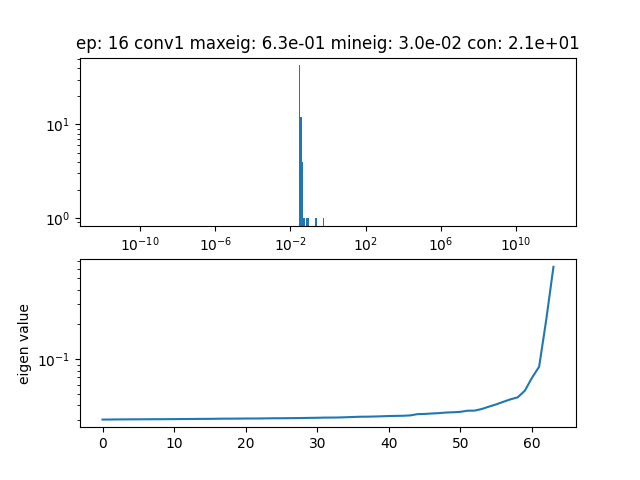 ep: 16 conv1 maxeig: 6.3e-01 mineig: 3.0e-02 con: 2.1e+01
10¹
10⁰
10⁻¹⁰ 10⁻⁶ 10⁻² 10² 10⁶ 10¹⁰
eigen value
10⁻¹
0 10 20 30 40 50 60